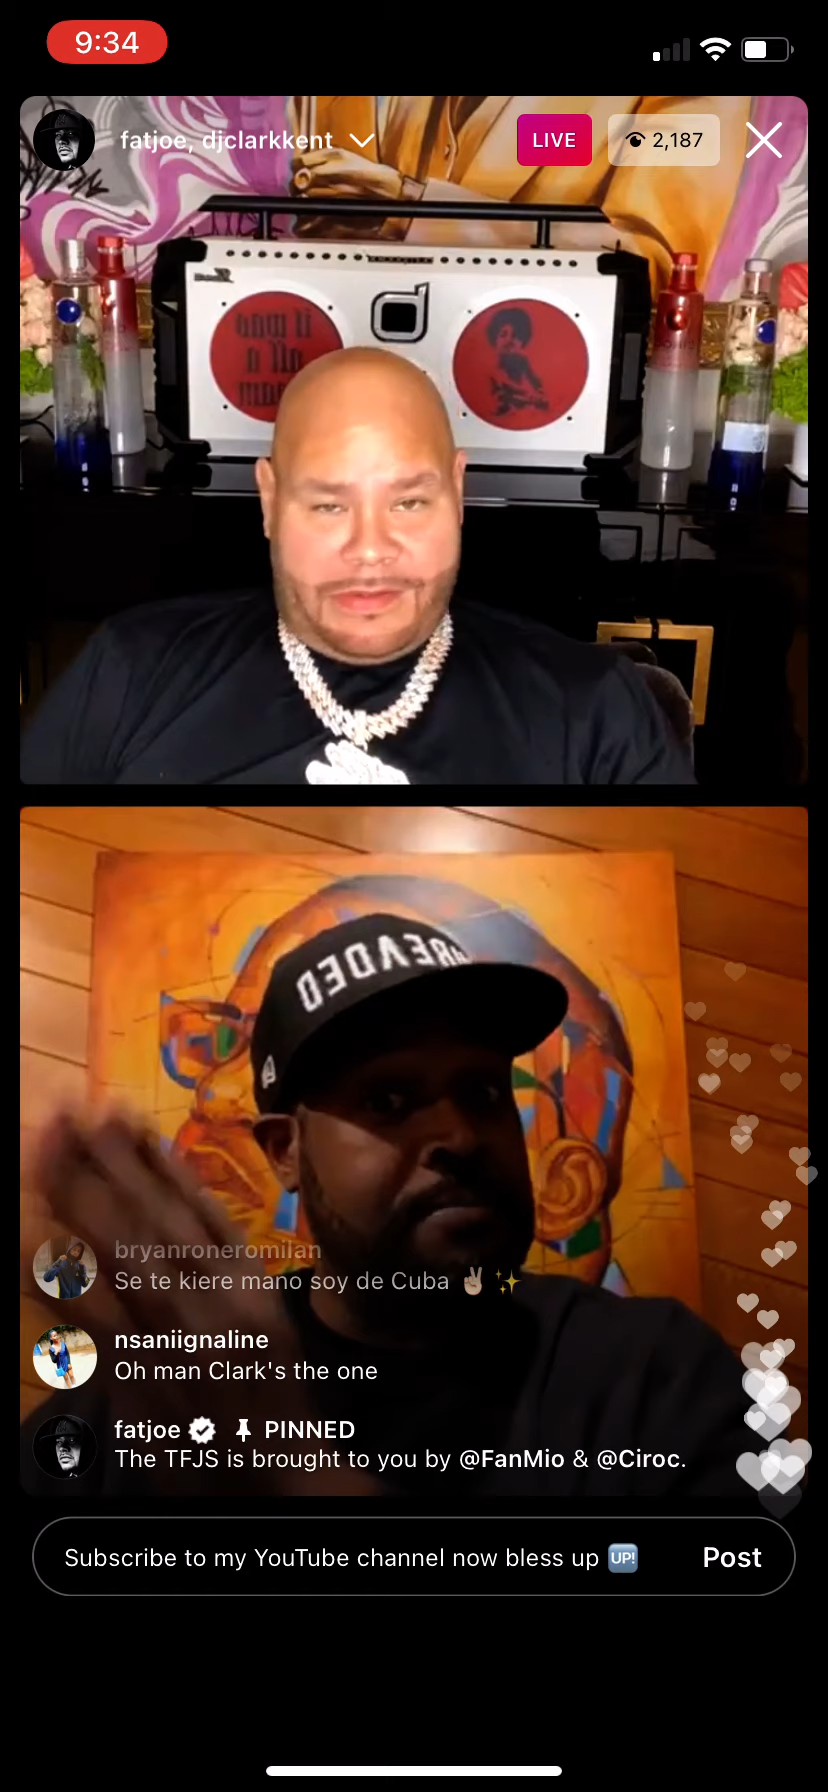 9:34
fatjoe, djclarkkent
LIVE
2,187
d
bryanroneromilan
Se te kiere mano soy de Cuba ✌🏼 ✨
nsaniignaline
Oh man Clark's the one
fatjoe PINNED
The TFJS is brought to you by @FanMio & @Ciroc.
Subscribe to my YouTube channel now bless up 🆙
Post